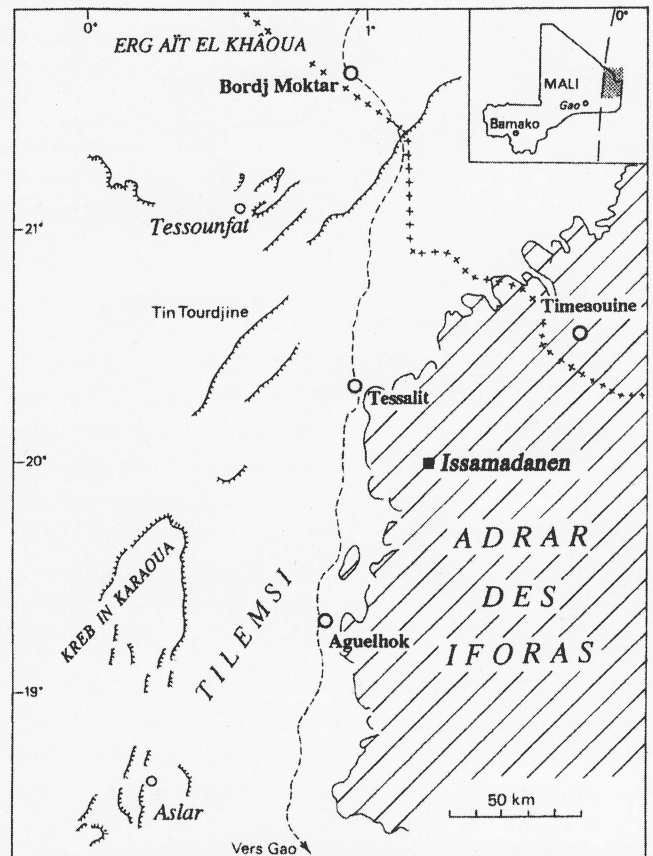 0°
1°
0°
ERG AÏT EL KHÂOUA
Bordj Moktar
MALI
Gao
Bamako
Tessounfat
21°
Timeaouine
Tin Tourdjine
Tessalit
20°
Issamadanen
ADRAR
DES
IFORAS
KREB IN KARAOUA
TILEMSI
Aguelhok
19°
Aslar
50 km
Vers Gao